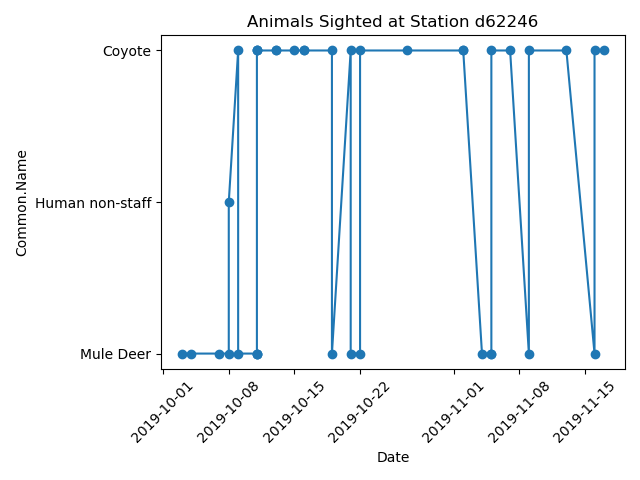 Animals Sighted at Station d62246
Coyote
Human non-staff
Mule Deer
Common.Name
2019-10-01
2019-10-08
2019-10-15
2019-10-22
2019-11-01
2019-11-08
2019-11-15
Date